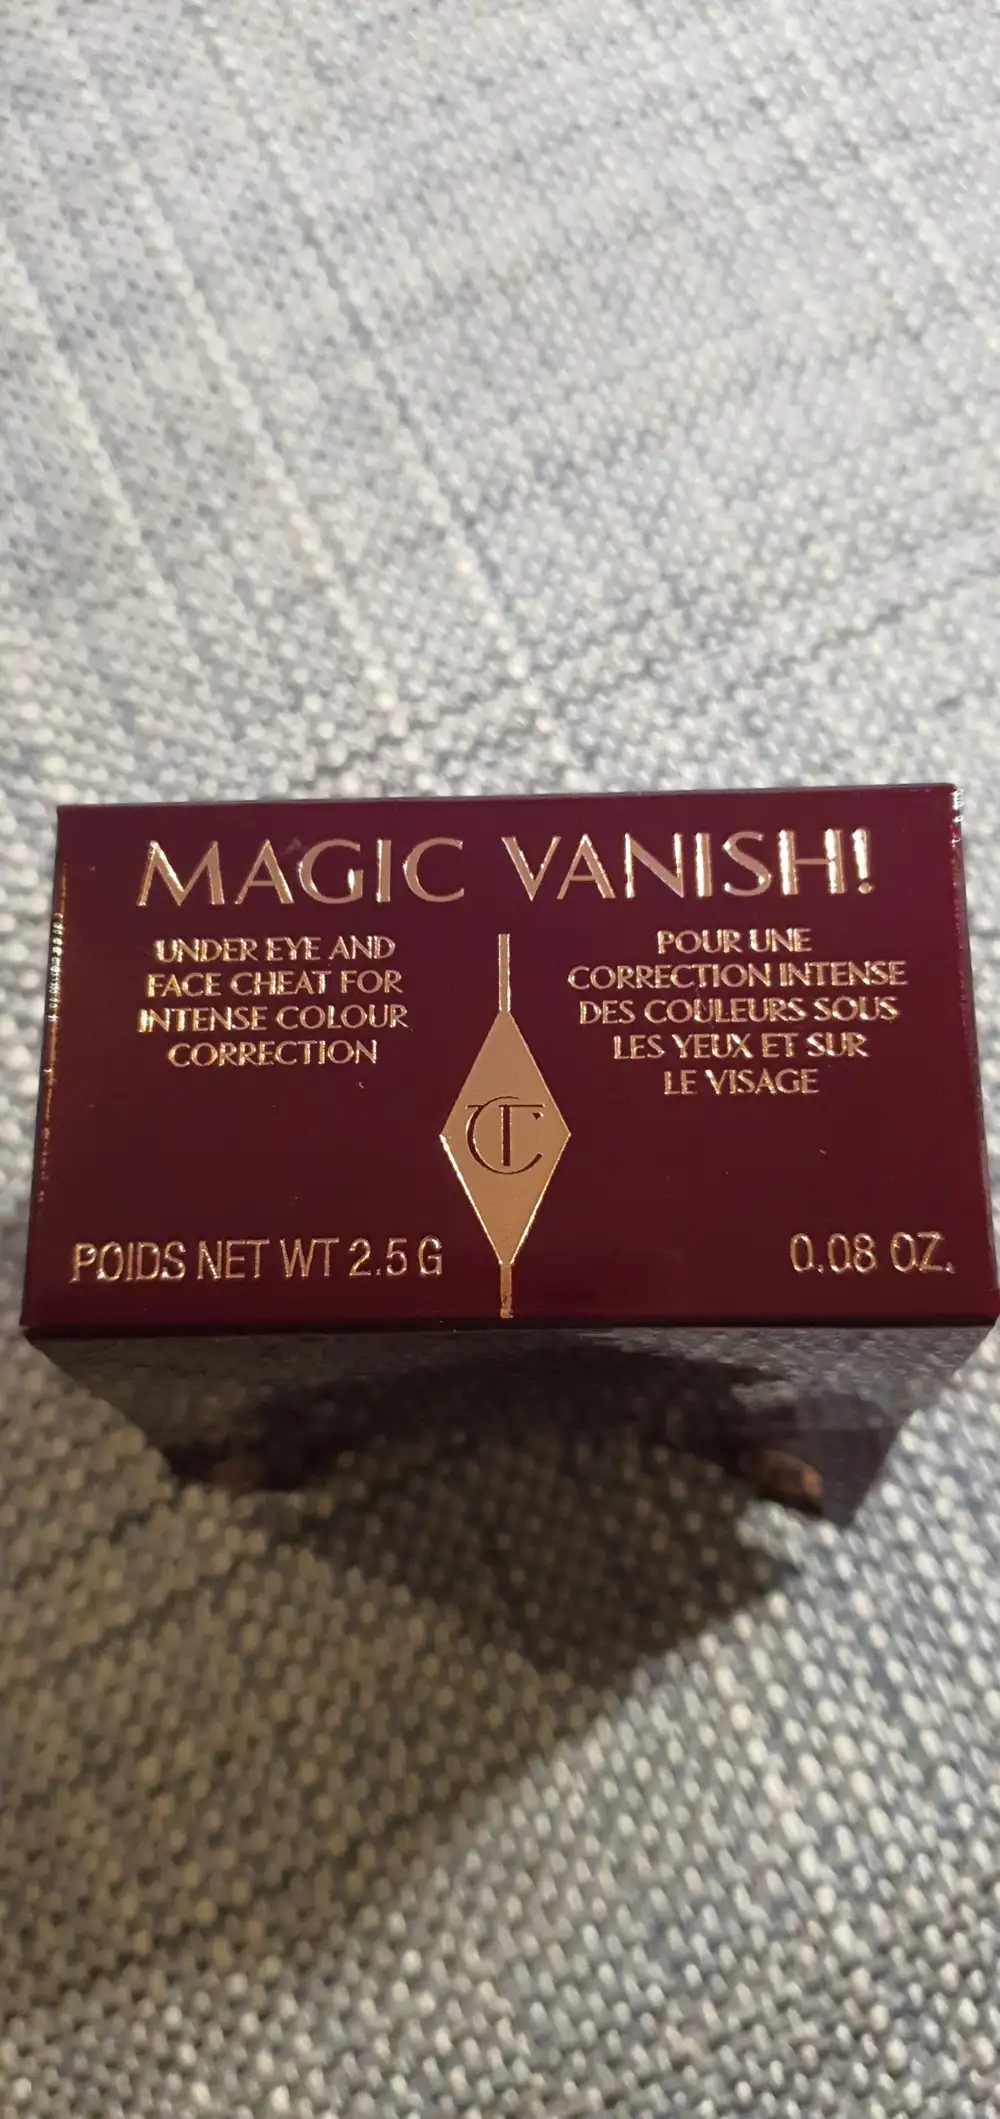 MAGIC VANISH!
UNDER EYE AND
FACE CHEAT FOR
INTENSE COLOUR
CORRECTION
POUR UNE
CORRECTION INTENSE
DES COULEURS SOUS
LES YEUX ET SUR
LE VISAGE
CT
POIDS NET WT 2.5 G
0.08 OZ.